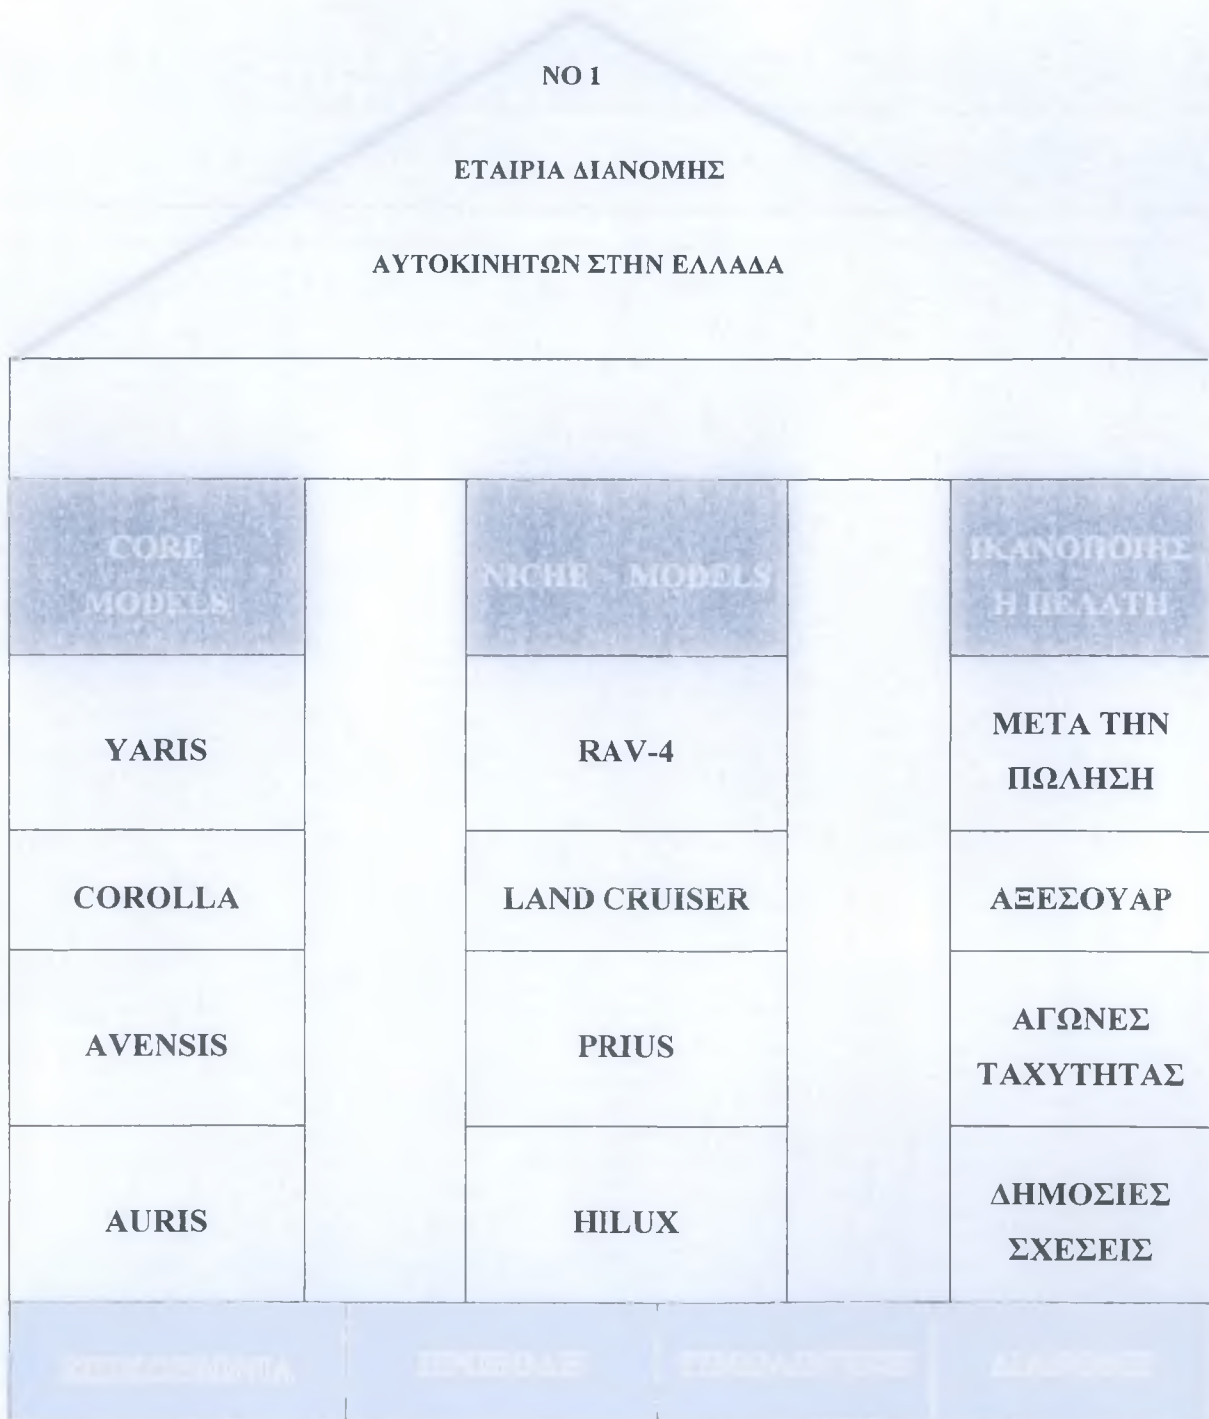 NO 1
ΕΤΑΙΡΙΑ ΔΙΑΝΟΜΗΣ
ΑΥΤΟΚΙΝΗΤΩΝ ΣΤΗΝ ΕΛΛΑΔΑ
CORE
MODELS
NICHE - MODELS
ΙΚΑΝΟΠΟΙΗΣ
Η ΠΕΛΑΤΗ
YARIS
RAV-4
ΜΕΤΑ ΤΗΝ
ΠΩΛΗΣΗ
COROLLA
LAND CRUISER
ΑΞΕΣΟΥΑΡ
AVENSIS
PRIUS
ΑΓΩΝΕΣ
ΤΑΧΥΤΗΤΑΣ
AURIS
HILUX
ΔΗΜΟΣΙΕΣ
ΣΧΕΣΕΙΣ